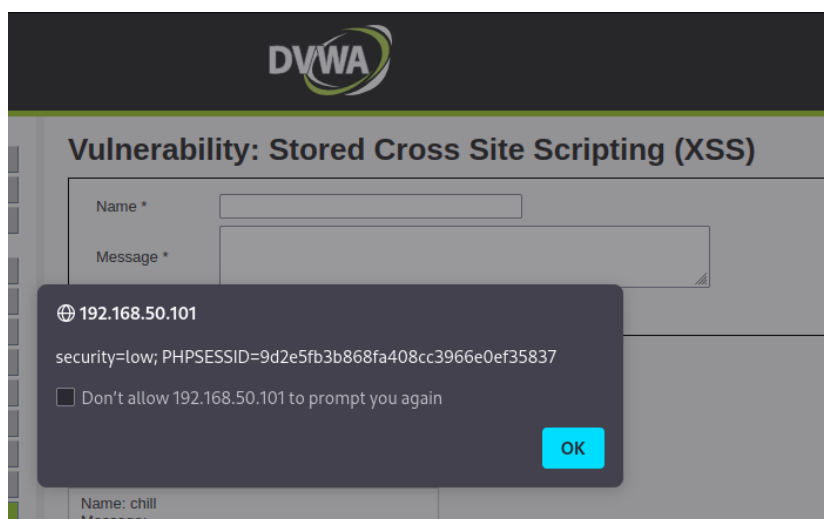 DVWA
Vulnerability: Stored Cross Site Scripting (XSS)
Name *
Message *
192.168.50.101
security=low; PHPSESSID=9d2e5fb3b868fa408cc3966e0ef35837
Don't allow 192.168.50.101 to prompt you again
OK
Name: chill
Message: